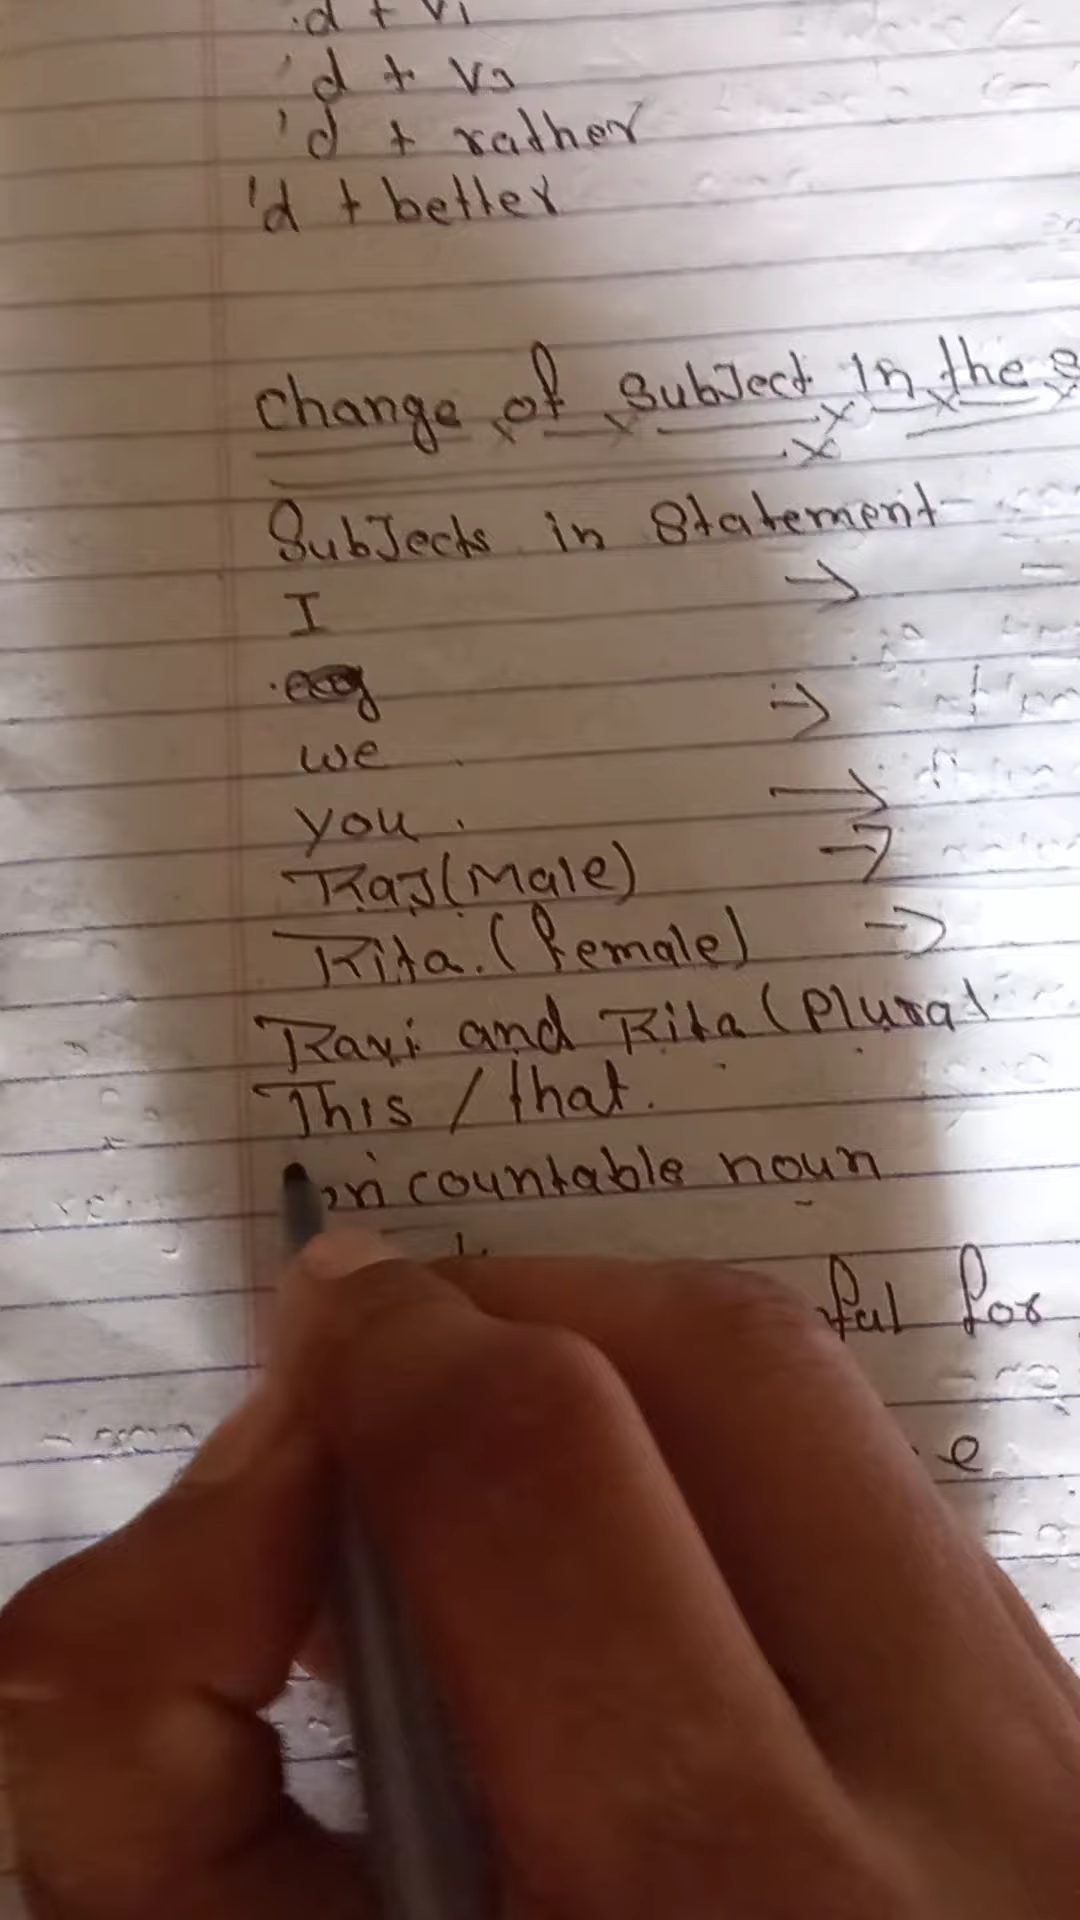 'd + V1
'd + V3
'd + rather
'd + better
change of subJect in the
SubJects in Statement
I →
→
we
you. →
Raj(Male) →
Rita. (female) →
Ravi and Rita (Plural
This / that.
countable noun
for
e